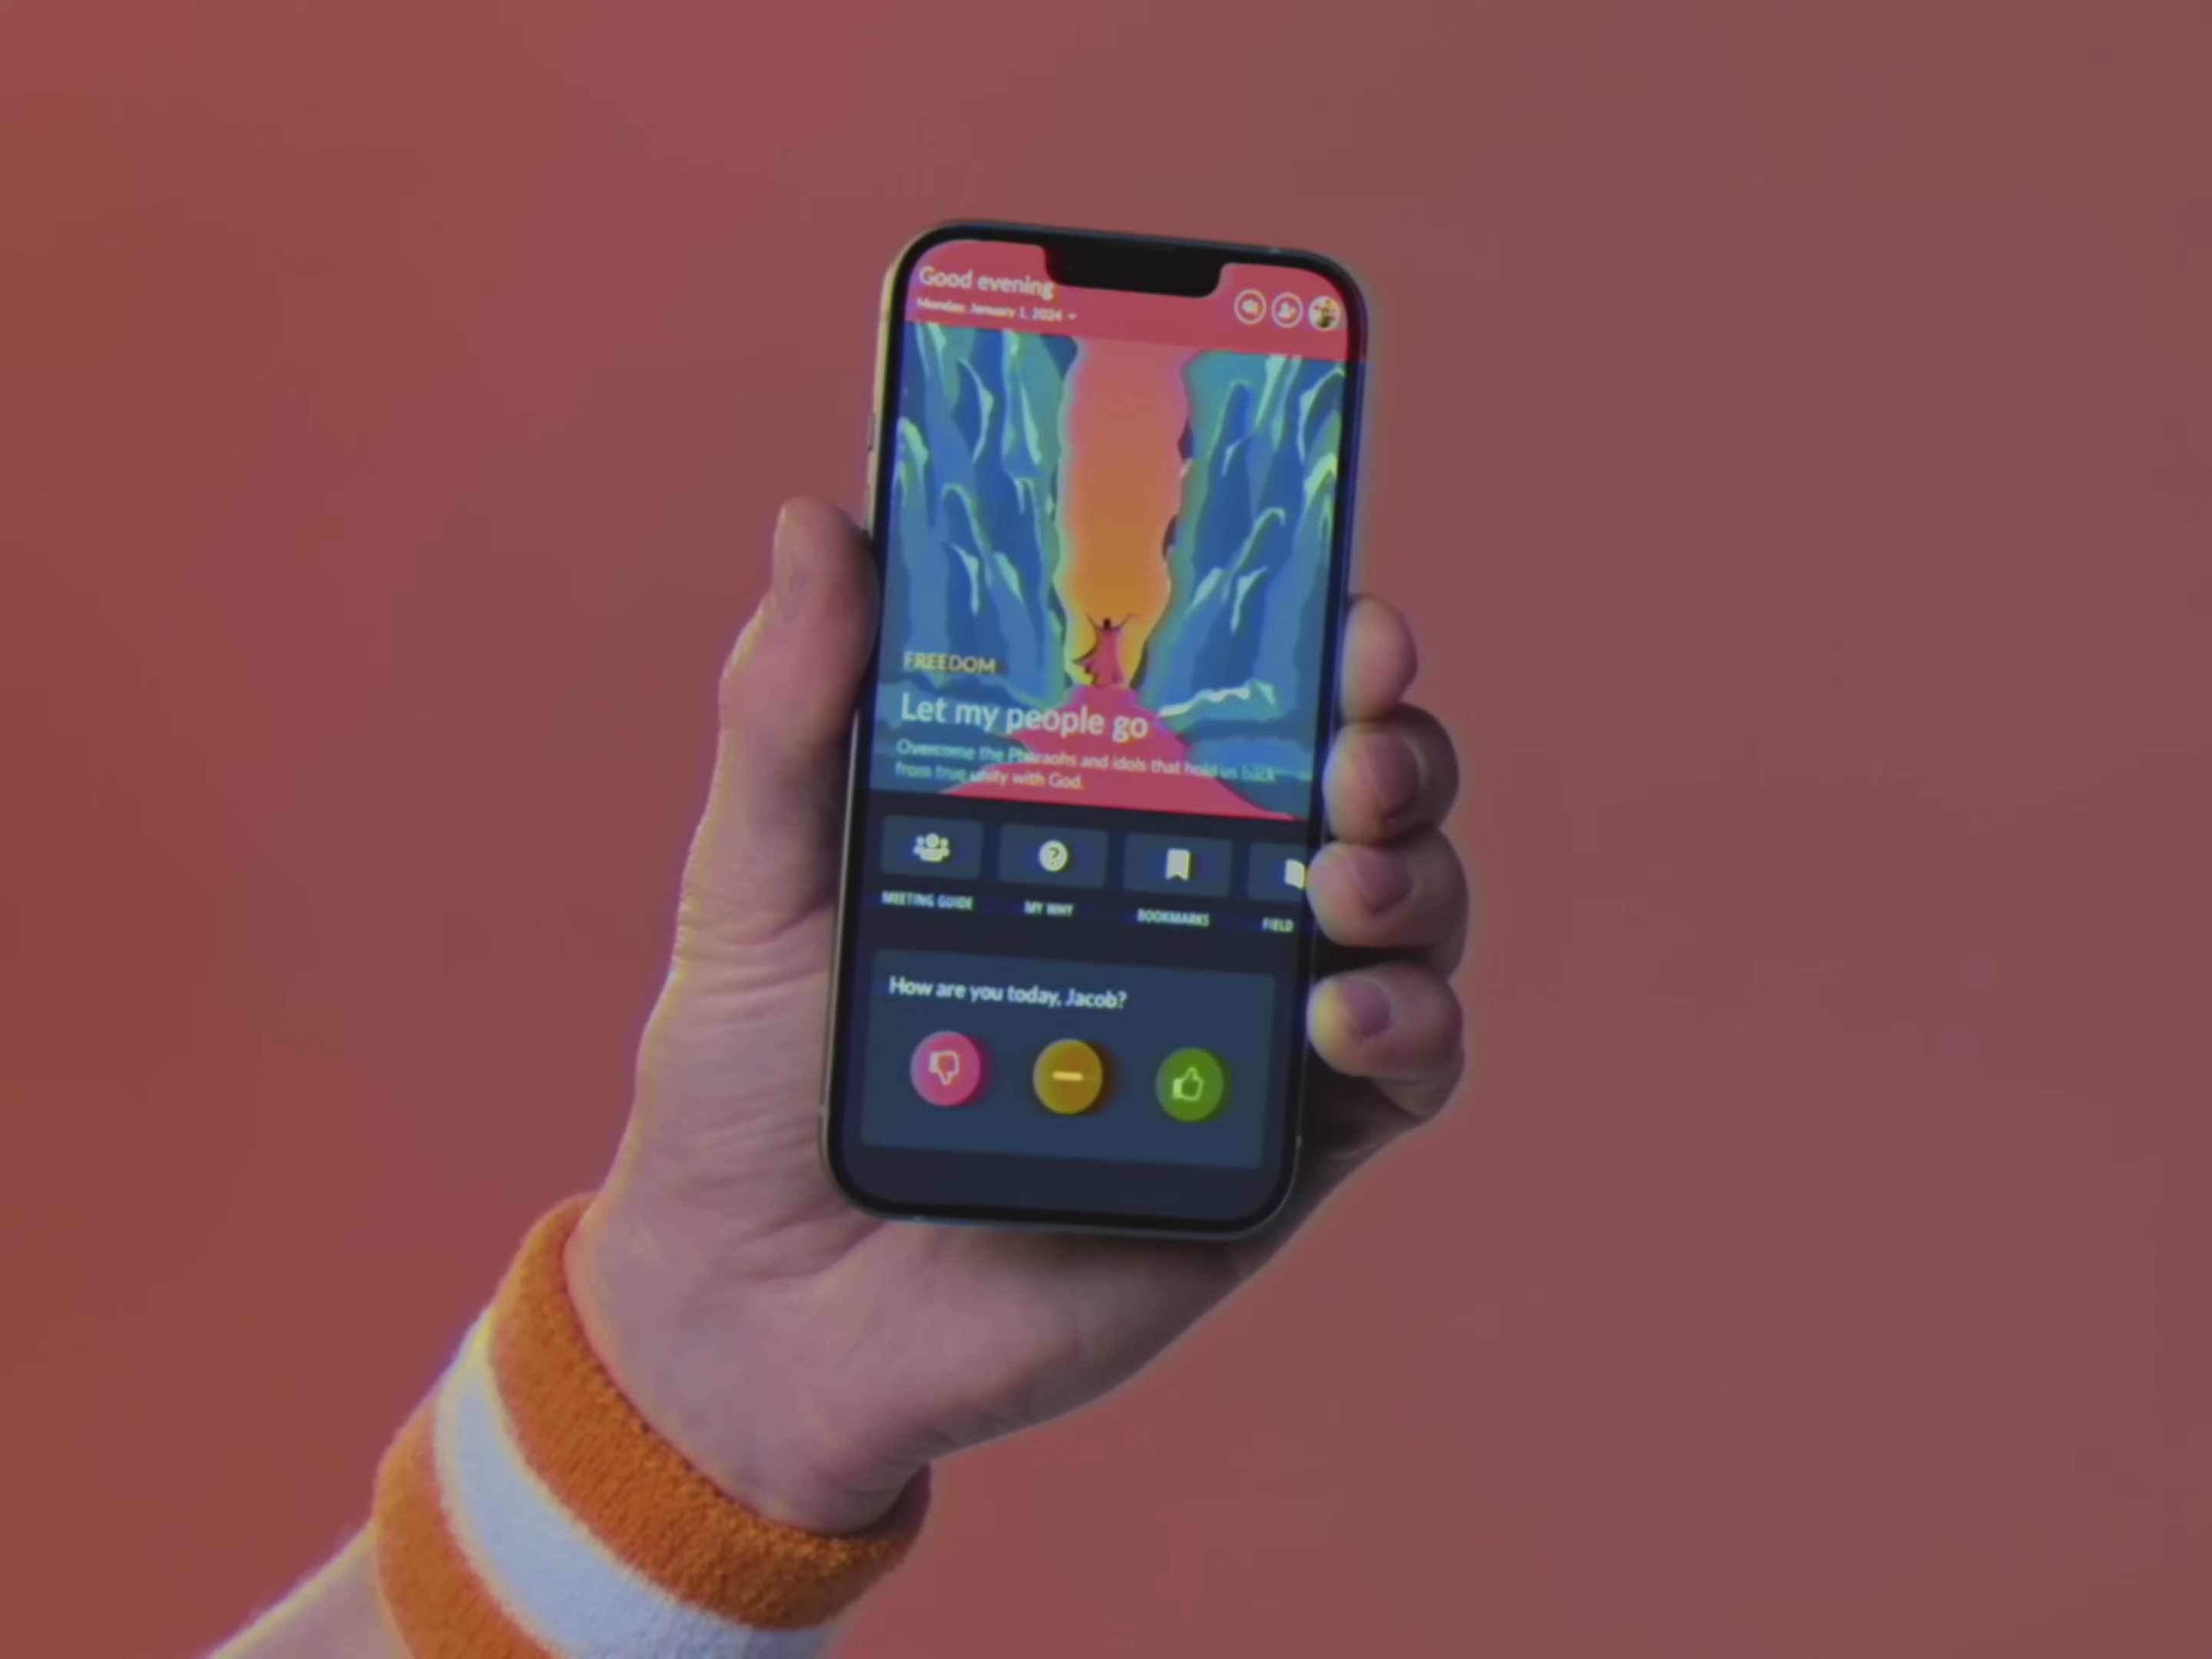 Good evening
Monday, January 1, 2024
FREEDOM
Let my people go
Overcome the Pharaohs and idols that hold us back
from true unity with God.
MEETING GUIDE
MY WHY
BOOKMARKS
FIELD
How are you today, Jacob?